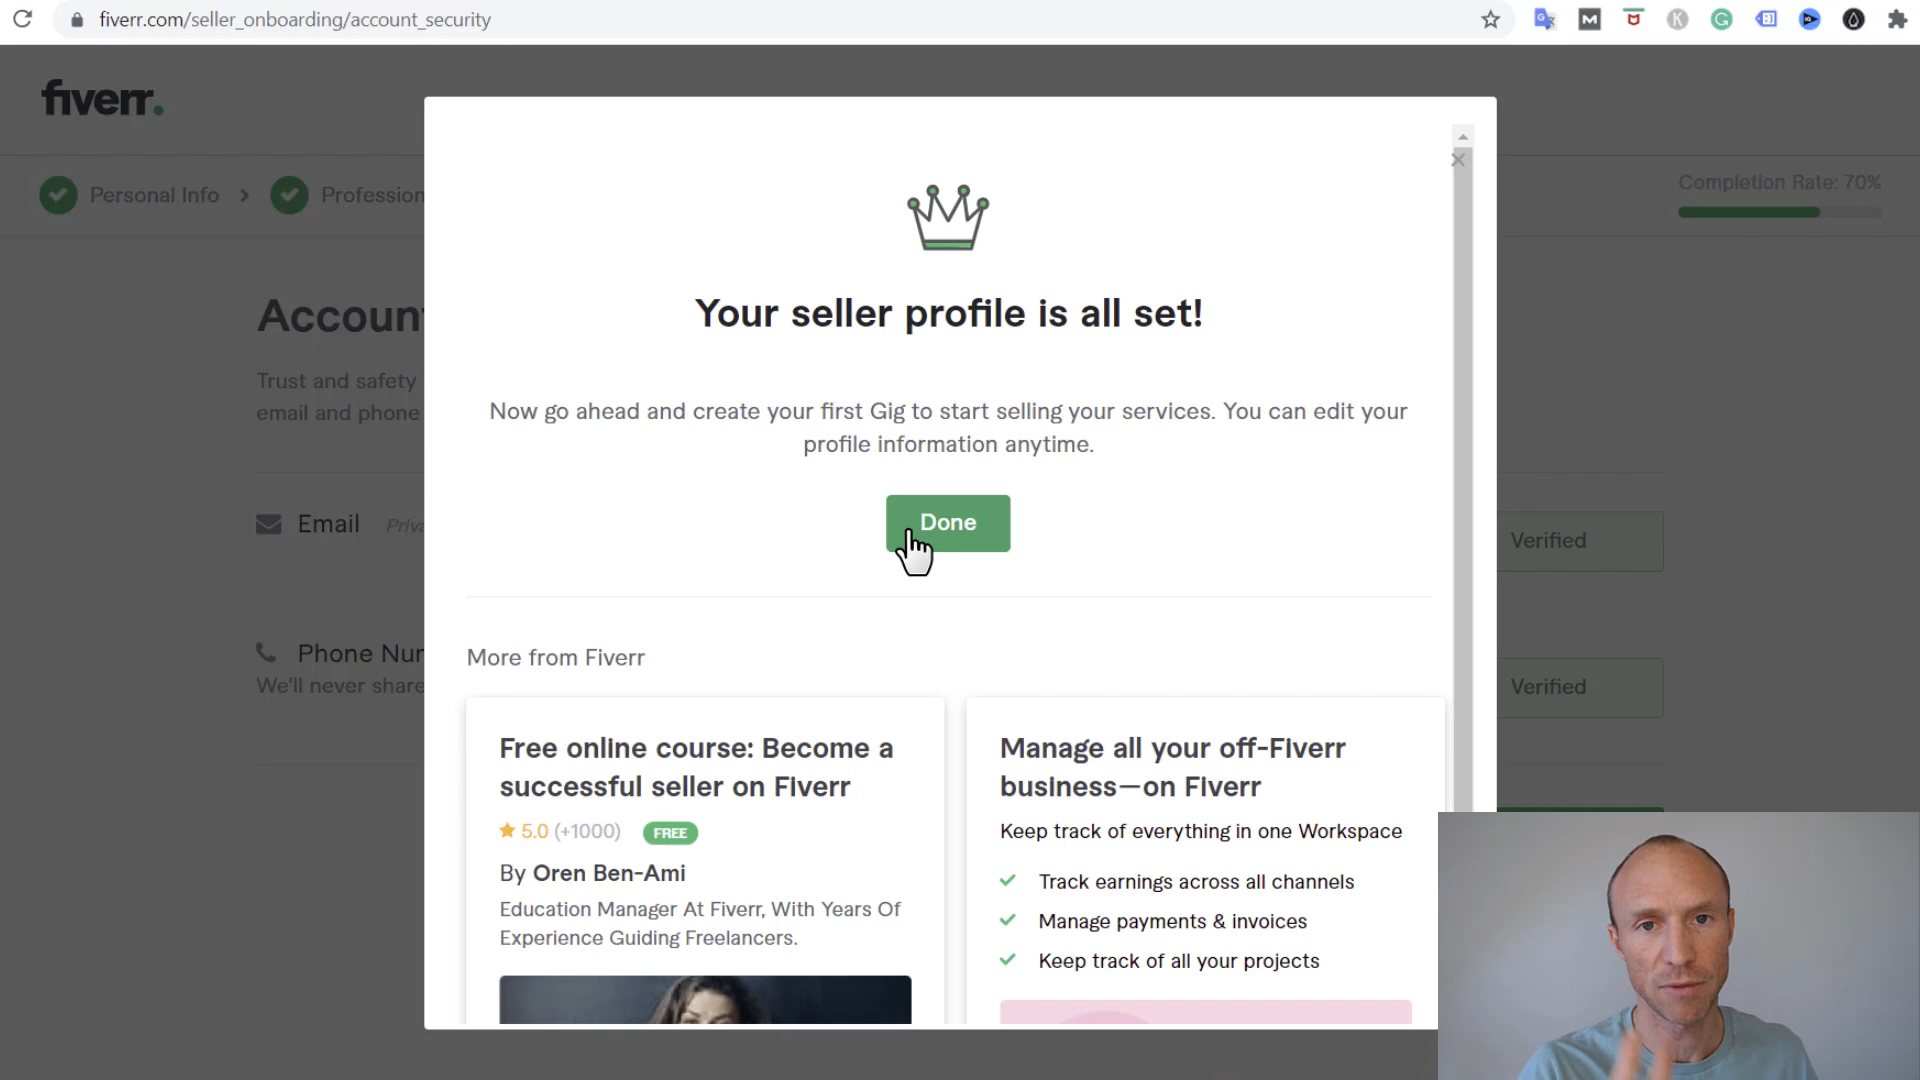 fiverr.com/seller_onboarding/account_security
fiverr.
Personal Info
Profession
Completion Rate: 70%
Your seller profile is all set!
Now go ahead and create your first Gig to start selling your services. You can edit your
profile information anytime.
Done
Account
Trust and safety
email and phone
Email
Priva
Verified
Phone Num
We'll never share
Verified
More from Fiverr
Free online course: Become a
successful seller on Fiverr
5.0 (+1000) FREE
By Oren Ben-Ami
Education Manager At Fiverr, With Years Of
Experience Guiding Freelancers.
Manage all your off-Fiverr
business—on Fiverr
Keep track of everything in one Workspace
Track earnings across all channels
Manage payments & invoices
Keep track of all your projects